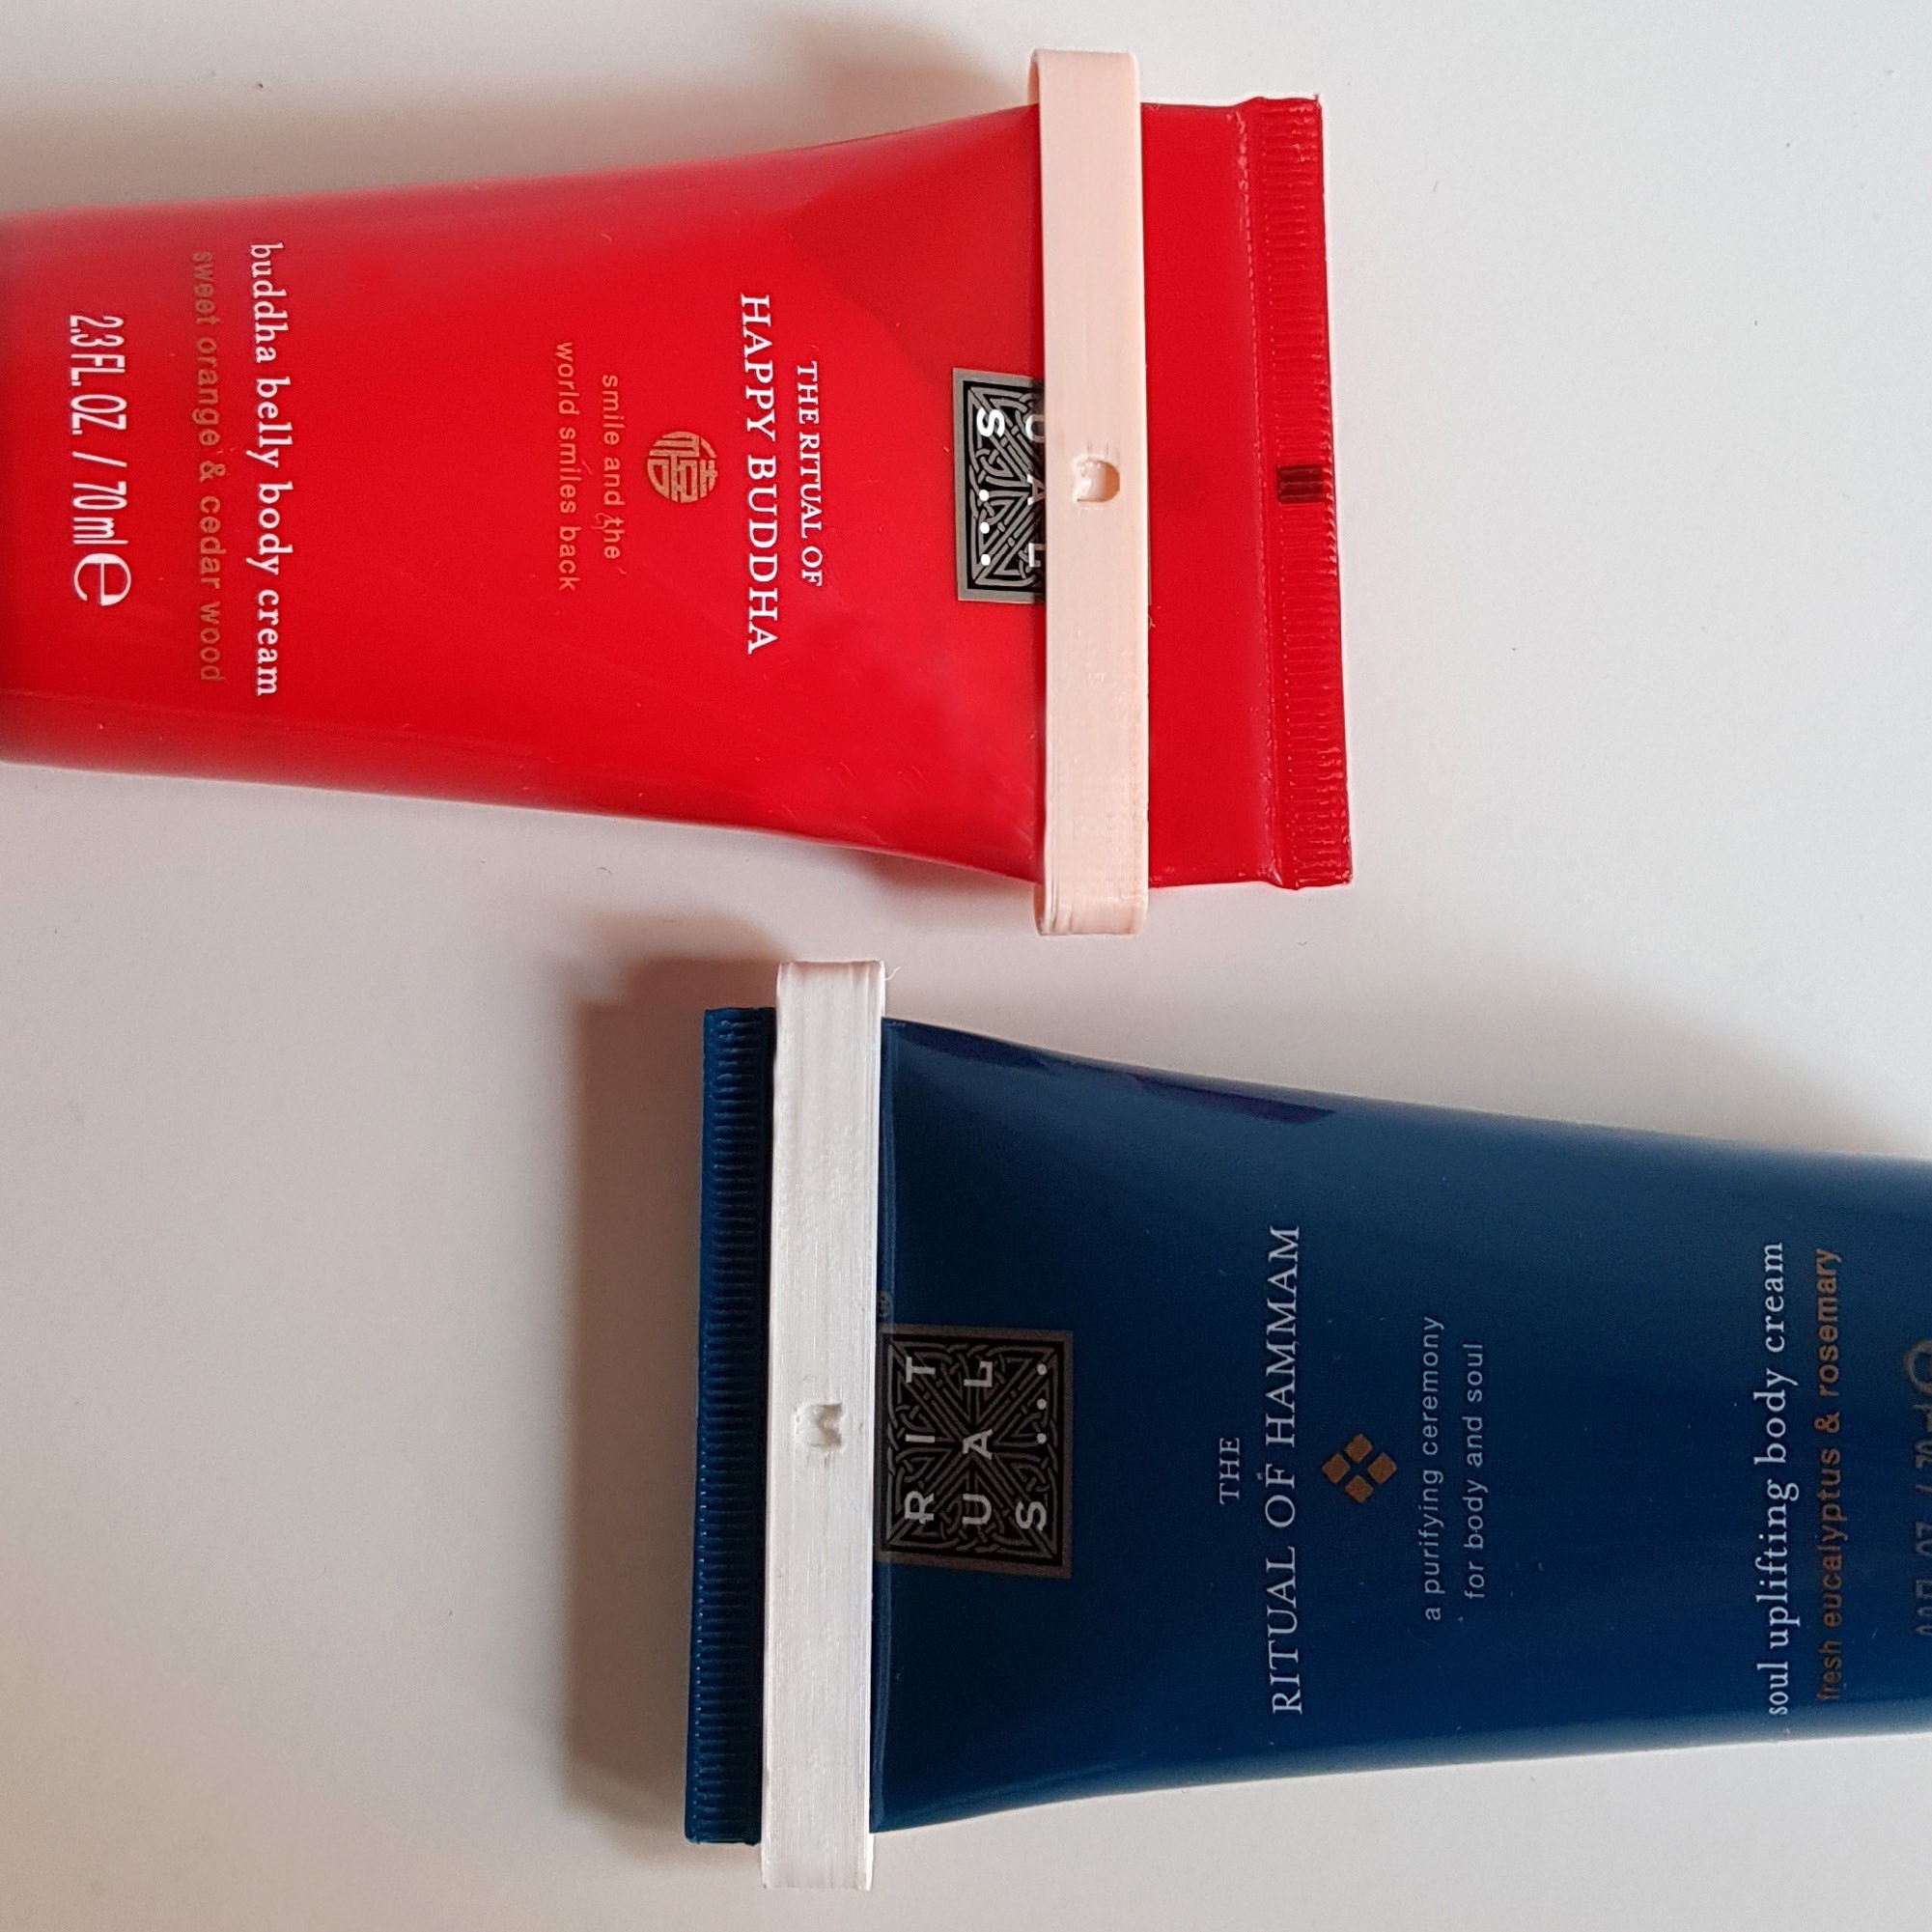 U A L
S....
THE RITUAL OF
HAPPY BUDDHA
smile and the
world smiles back
buddha belly body cream
sweet orange & cedar wood
2.3 FL.OZ. / 70 ml e
R I T
U A L
S....
THE
RITUAL OF HAMMAM
a purifying ceremony
for body and soul
soul uplifting body cream
fresh eucalyptus & rosemary